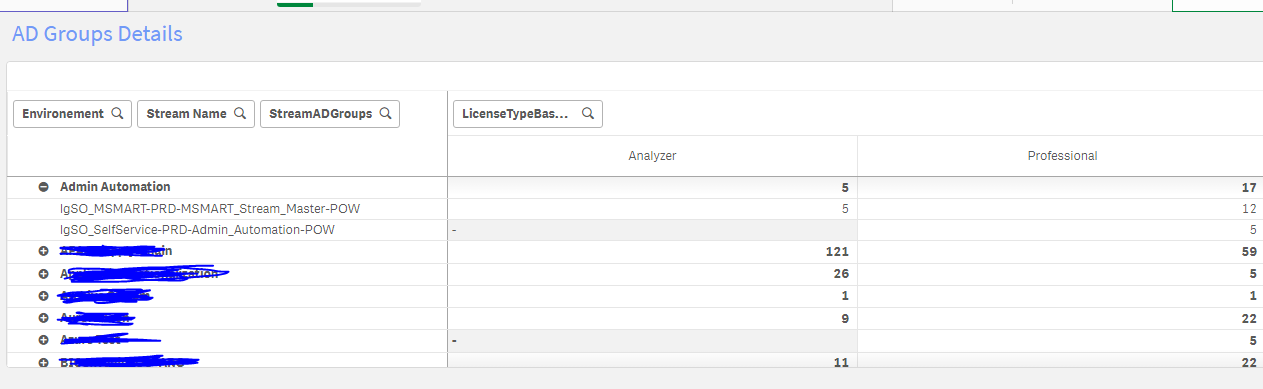 AD Groups Details
Environement Stream Name StreamADGroups LicenseTypeBas...
Analyzer Professional
Admin Automation 5 17
IgSO_MSMART-PRD-MSMART_Stream_Master-POW 5 12
IgSO_SelfService-PRD-Admin_Automation-POW - 5
121 59
26 5
1 1
9 22
- 5
11 22